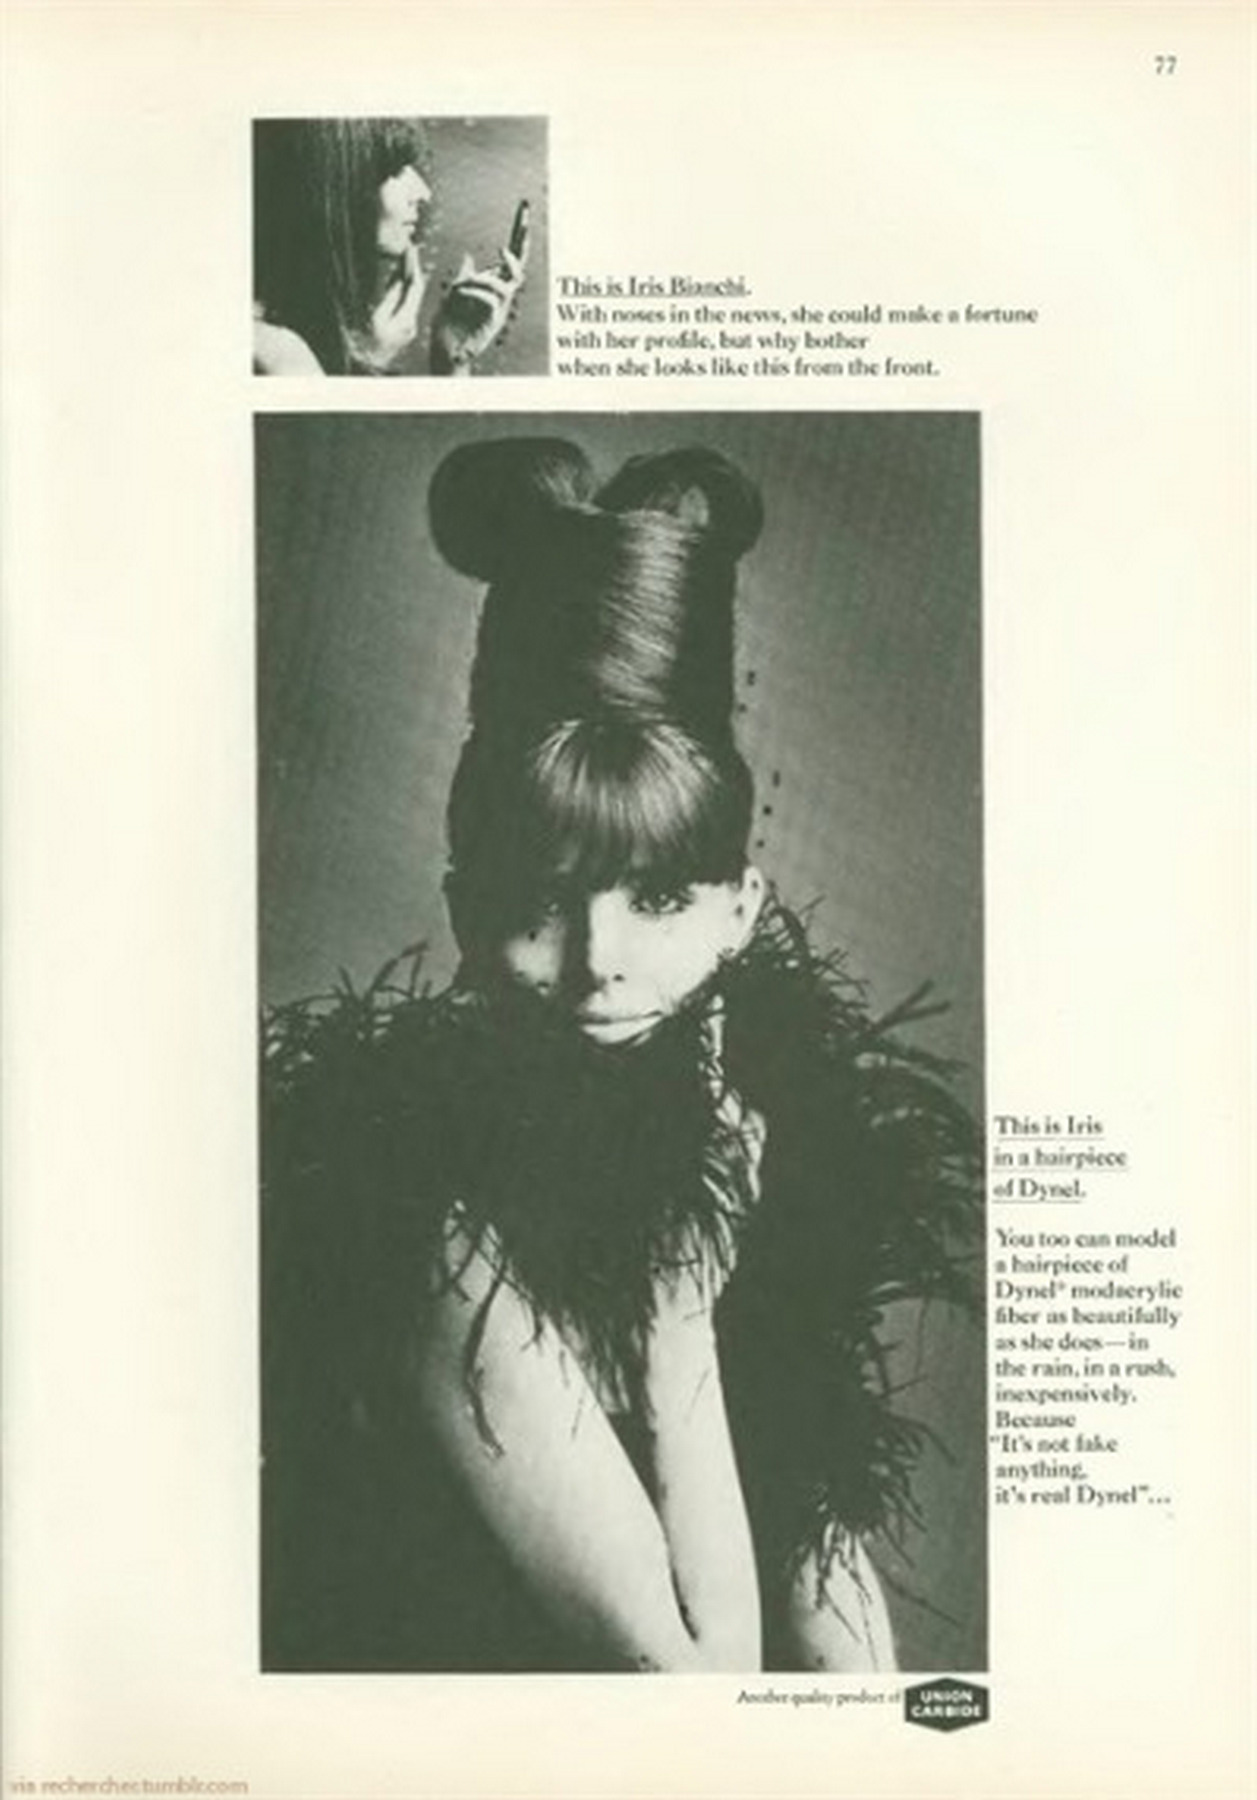 77
This is Iris Bianchi.
With noses in the news, she could make a fortune
with her profile, but why bother
when she looks like this from the front.
This is Iris
in a hairpiece
of Dynel.
You too can model
a hairpiece of
Dynel® modacrylic
fiber as beautifully
as she does—in
the rain, in a rush,
inexpensively.
Because
"It's not fake
anything,
it's real Dynel"...
Another quality product of
UNION
CARBIDE
via recherchec.tumblr.com